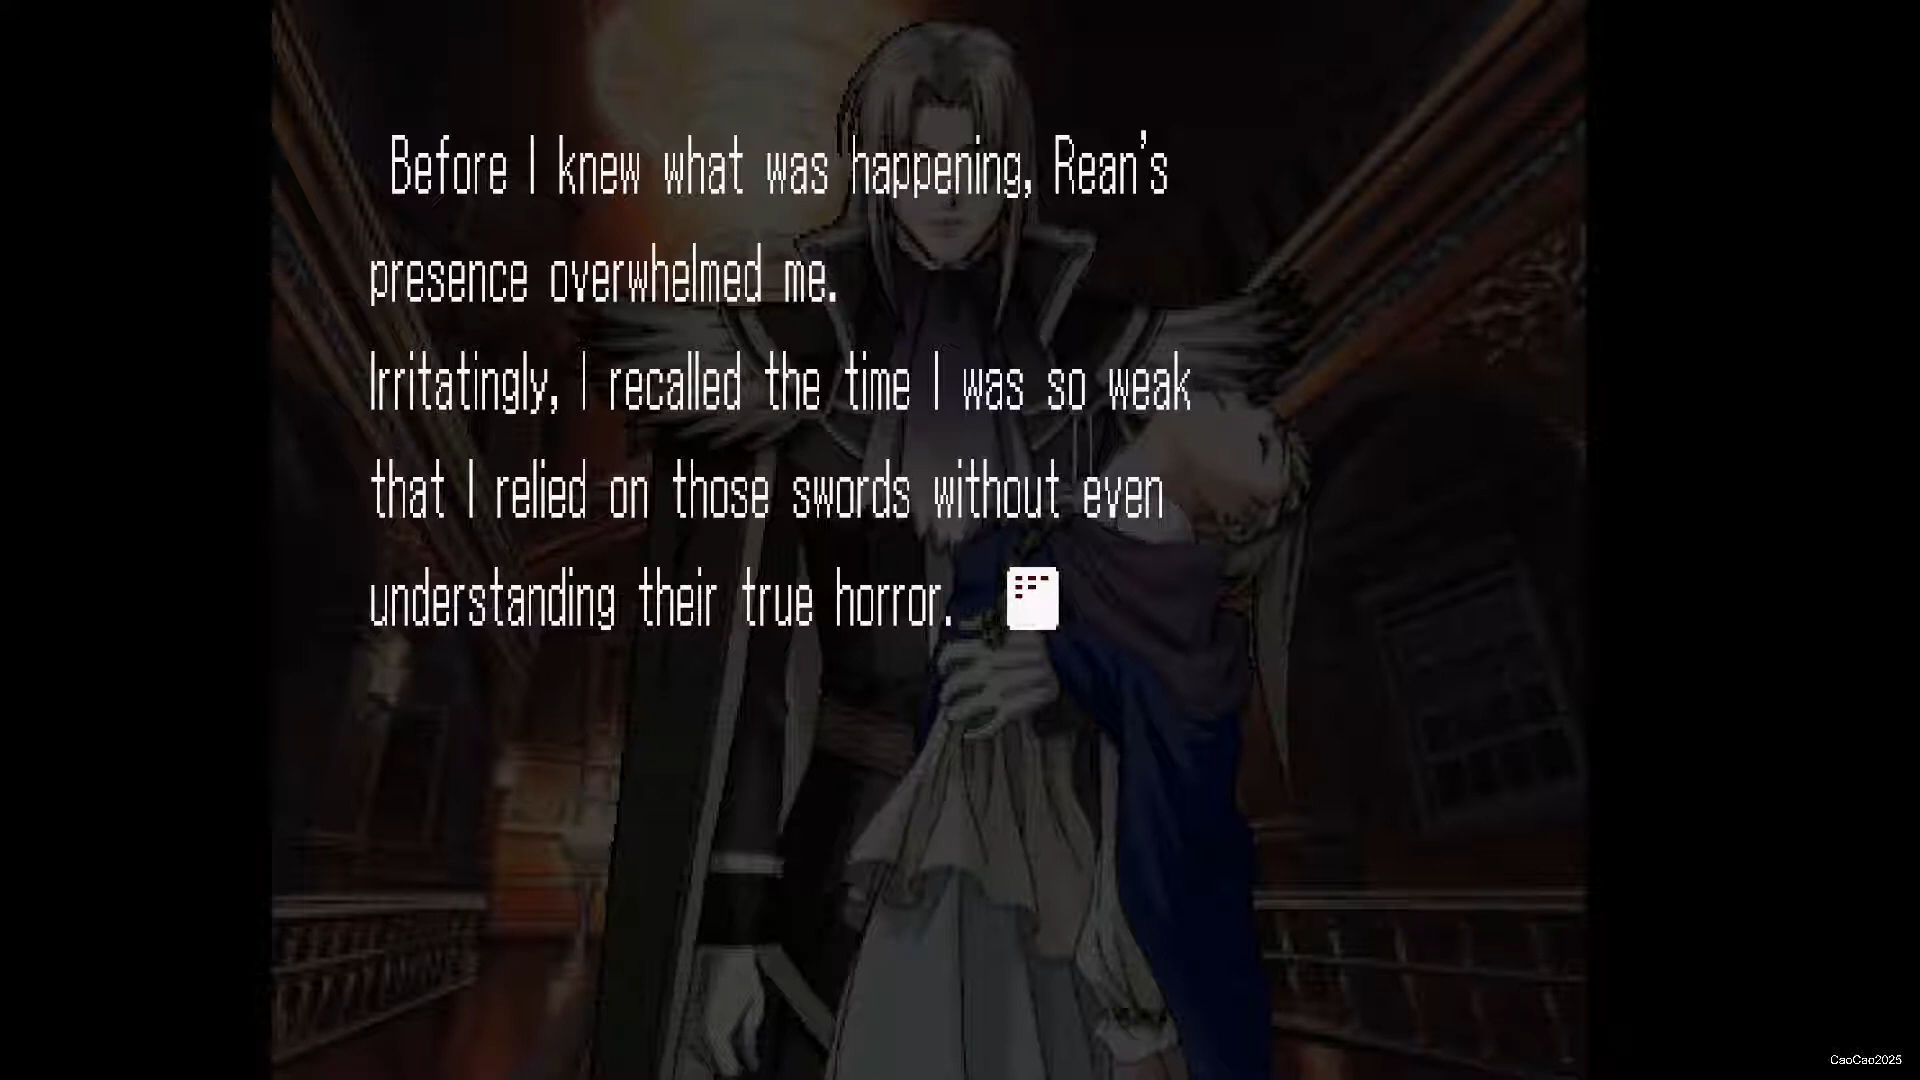 Before I knew what was happening, Rean's
presence overwhelmed me.
Irritatingly, I recalled the time I was so weak
that I relied on those swords without even
understanding their true horror.
CaoCao2025